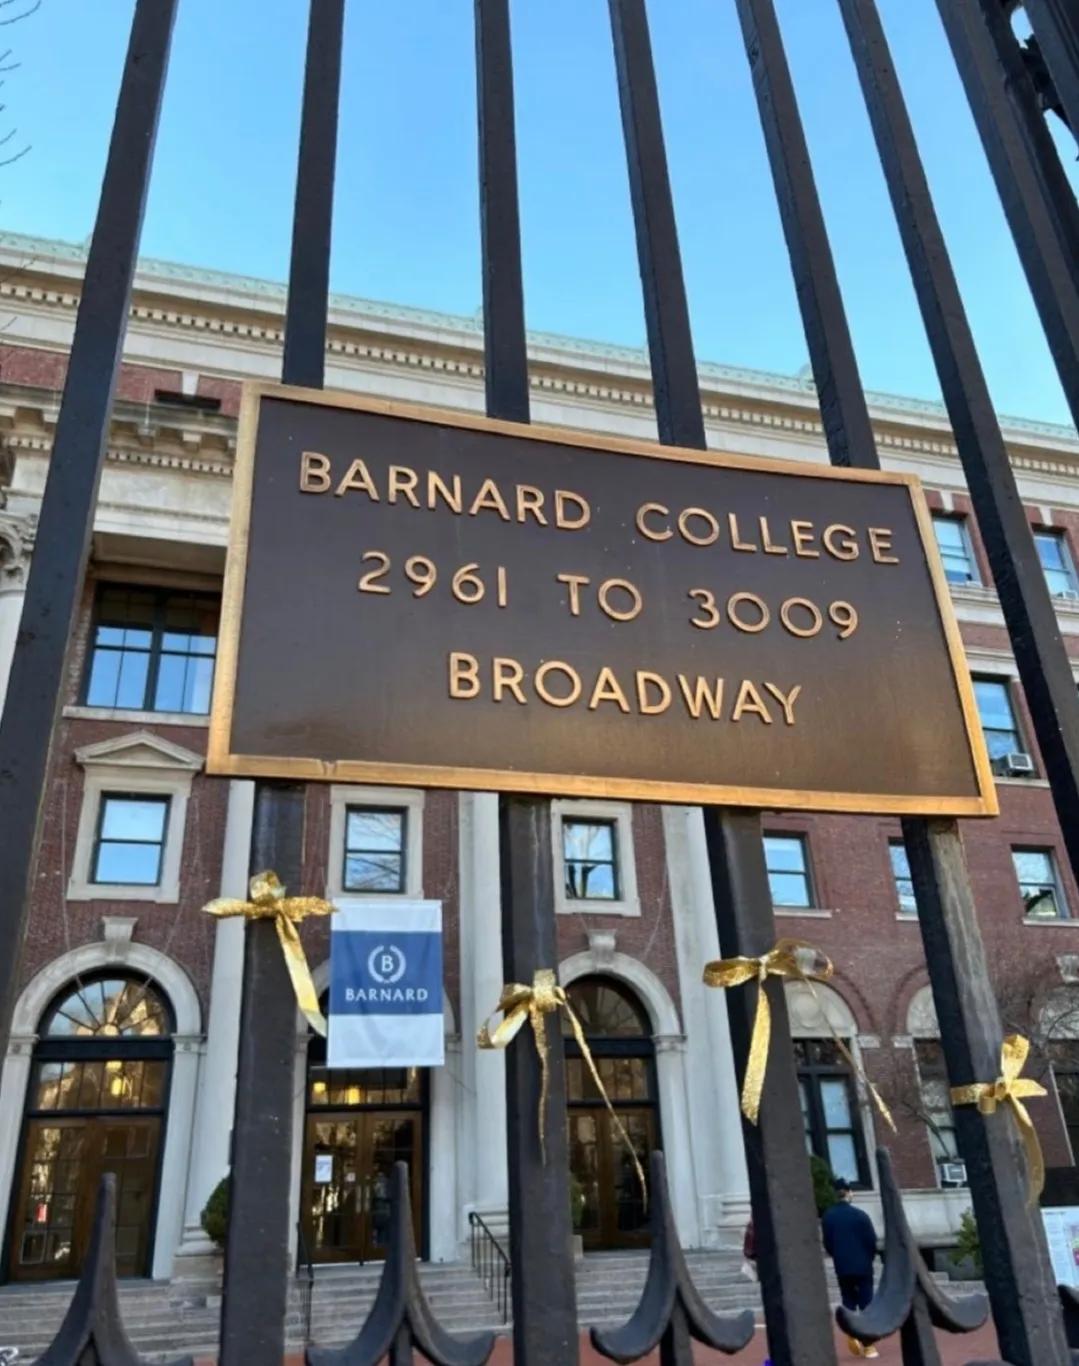 BARNARD COLLEGE
2961 TO 3009
BROADWAY
B
BARNARD